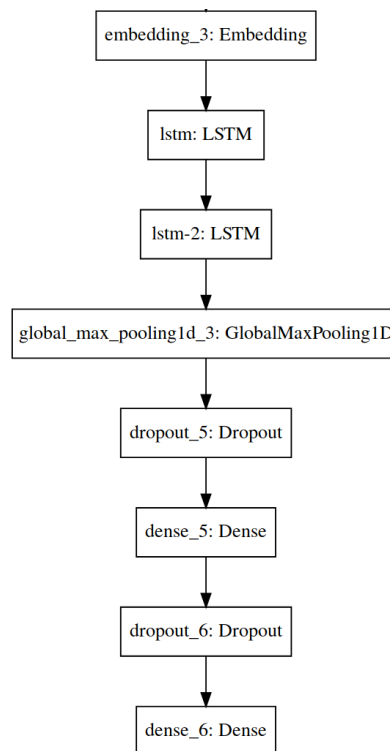 embedding_3: Embedding
lstm: LSTM
lstm-2: LSTM
global_max_pooling1d_3: GlobalMaxPooling1D
dropout_5: Dropout
dense_5: Dense
dropout_6: Dropout
dense_6: Dense